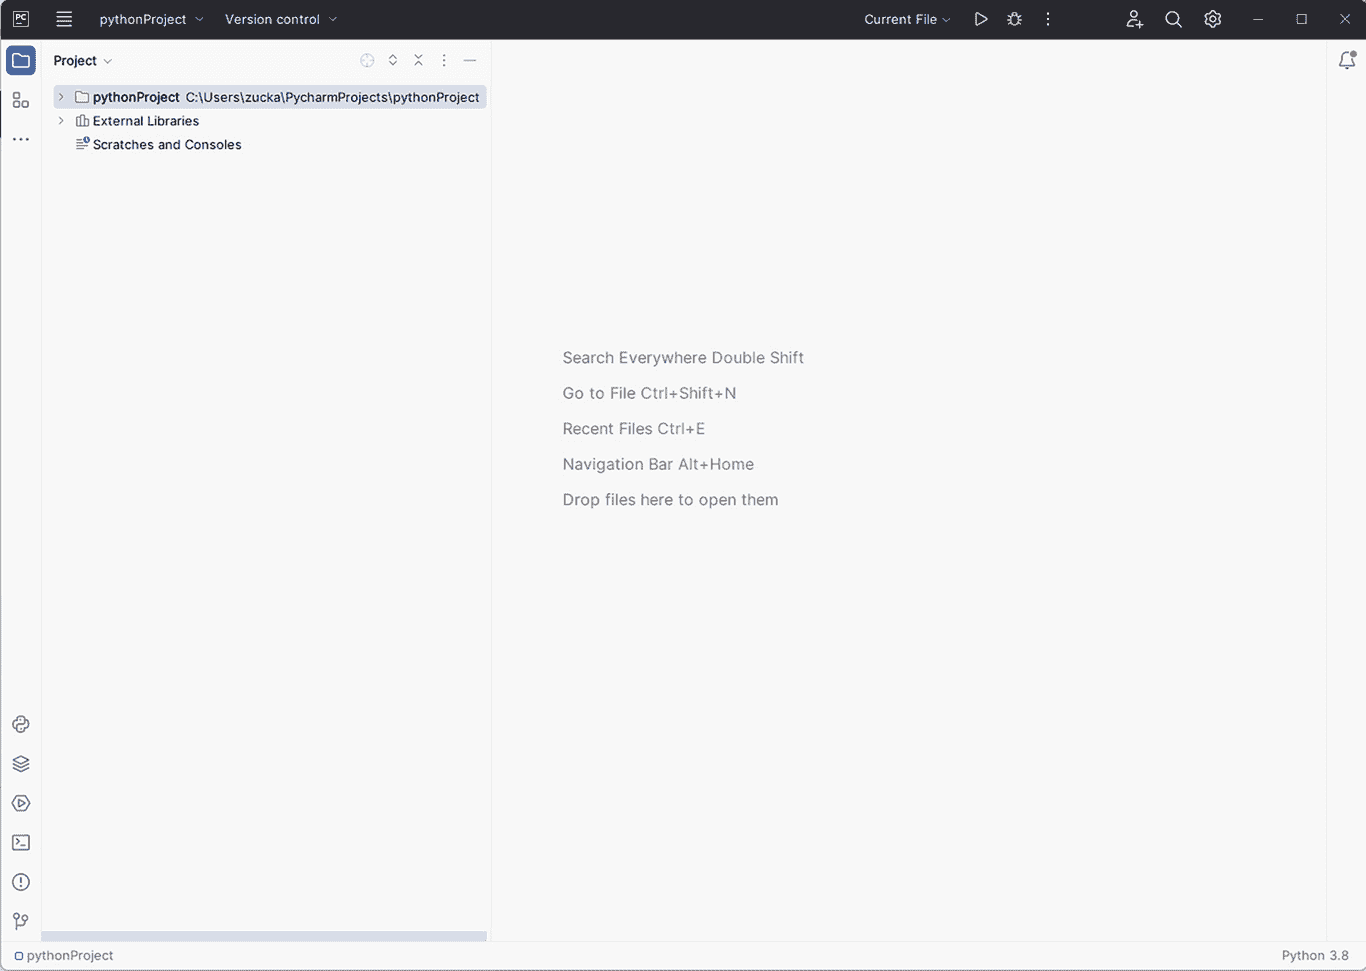 PC pythonProject Version control Current File
Project
pythonProject C:\Users\zucka\PycharmProjects\pythonProject
External Libraries
Scratches and Consoles
Search Everywhere Double Shift
Go to File Ctrl+Shift+N
Recent Files Ctrl+E
Navigation Bar Alt+Home
Drop files here to open them
pythonProject Python 3.8